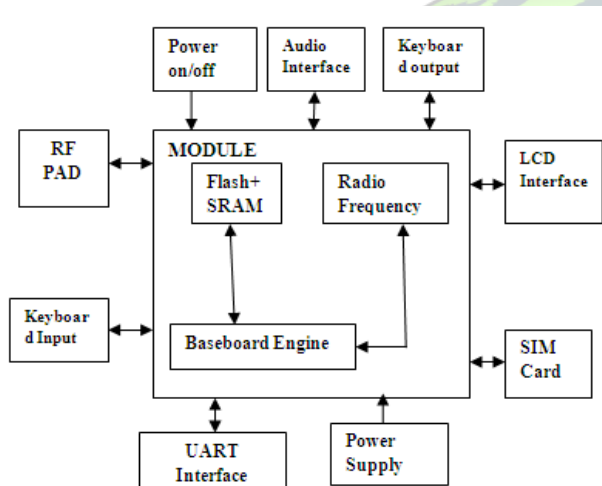 Power
on/off
Audio
Interface
Keyboar
d output
RF
PAD
MODULE
Flash+
SRAM
Radio
Frequency
LCD
Interface
Keyboar
d Input
Baseboard Engine
SIM
Card
UART
Interface
Power
Supply